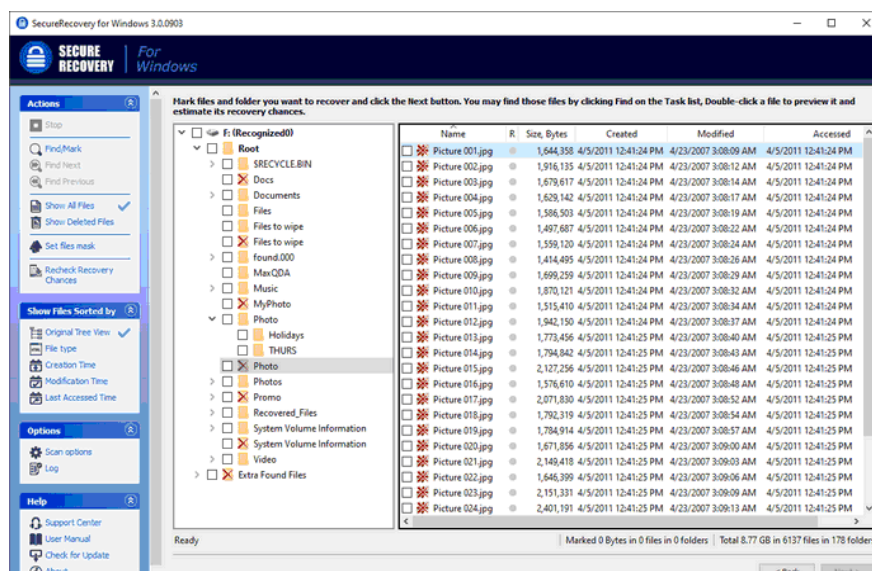 SecureRecovery for Windows 3.0.0903
SECURE RECOVERY
For Windows
Actions
Stop
Find/Mark
Find Next
Find Previous
Show All Files
Show Deleted Files
Set files mask
Recheck Recovery Chances
Show Files Sorted by
Original Tree View
File type
Creation Time
Modification Time
Last Accessed Time
Options
Scan options
Log
Help
Support Center
User Manual
Check for Update
About
Mark files and folder you want to recover and click the Next button. You may find those files by clicking Find on the Task list, Double-click a file to preview it and
estimate its recovery chances.
F: (Recognized0)
Root
$RECYCLE.BIN
Docs
Documents
Files
Files to wipe
Files to wipe
found.000
MaxQDA
Music
MyPhoto
Photo
Holidays
THURS
Photo
Photos
Promo
Recovered_Files
System Volume Information
System Volume Information
Video
Extra Found Files
Name R Size, Bytes Created Modified Accessed
Picture 001.jpg 1,644,358 4/5/2011 12:41:24 PM 4/23/2007 3:08:09 AM 4/5/2011 12:41:24 PM
Picture 002.jpg 1,916,135 4/5/2011 12:41:24 PM 4/23/2007 3:08:12 AM 4/5/2011 12:41:24 PM
Picture 003.jpg 1,679,617 4/5/2011 12:41:24 PM 4/23/2007 3:08:14 AM 4/5/2011 12:41:24 PM
Picture 004.jpg 1,629,142 4/5/2011 12:41:24 PM 4/23/2007 3:08:17 AM 4/5/2011 12:41:24 PM
Picture 005.jpg 1,586,503 4/5/2011 12:41:24 PM 4/23/2007 3:08:19 AM 4/5/2011 12:41:24 PM
Picture 006.jpg 1,497,687 4/5/2011 12:41:24 PM 4/23/2007 3:08:22 AM 4/5/2011 12:41:24 PM
Picture 007.jpg 1,559,120 4/5/2011 12:41:24 PM 4/23/2007 3:08:24 AM 4/5/2011 12:41:24 PM
Picture 008.jpg 1,414,495 4/5/2011 12:41:24 PM 4/23/2007 3:08:26 AM 4/5/2011 12:41:24 PM
Picture 009.jpg 1,699,259 4/5/2011 12:41:24 PM 4/23/2007 3:08:29 AM 4/5/2011 12:41:24 PM
Picture 010.jpg 1,870,121 4/5/2011 12:41:24 PM 4/23/2007 3:08:32 AM 4/5/2011 12:41:24 PM
Picture 011.jpg 1,515,410 4/5/2011 12:41:24 PM 4/23/2007 3:08:34 AM 4/5/2011 12:41:24 PM
Picture 012.jpg 1,942,150 4/5/2011 12:41:24 PM 4/23/2007 3:08:37 AM 4/5/2011 12:41:24 PM
Picture 013.jpg 1,773,456 4/5/2011 12:41:25 PM 4/23/2007 3:08:40 AM 4/5/2011 12:41:25 PM
Picture 014.jpg 1,794,842 4/5/2011 12:41:25 PM 4/23/2007 3:08:43 AM 4/5/2011 12:41:25 PM
Picture 015.jpg 2,127,256 4/5/2011 12:41:25 PM 4/23/2007 3:08:46 AM 4/5/2011 12:41:25 PM
Picture 016.jpg 1,576,610 4/5/2011 12:41:25 PM 4/23/2007 3:08:48 AM 4/5/2011 12:41:25 PM
Picture 017.jpg 2,071,830 4/5/2011 12:41:25 PM 4/23/2007 3:08:52 AM 4/5/2011 12:41:25 PM
Picture 018.jpg 1,792,319 4/5/2011 12:41:25 PM 4/23/2007 3:08:54 AM 4/5/2011 12:41:25 PM
Picture 019.jpg 1,784,914 4/5/2011 12:41:25 PM 4/23/2007 3:08:57 AM 4/5/2011 12:41:25 PM
Picture 020.jpg 1,671,856 4/5/2011 12:41:25 PM 4/23/2007 3:09:00 AM 4/5/2011 12:41:25 PM
Picture 021.jpg 2,149,418 4/5/2011 12:41:25 PM 4/23/2007 3:09:03 AM 4/5/2011 12:41:25 PM
Picture 022.jpg 1,646,399 4/5/2011 12:41:25 PM 4/23/2007 3:09:06 AM 4/5/2011 12:41:25 PM
Picture 023.jpg 2,151,331 4/5/2011 12:41:25 PM 4/23/2007 3:09:09 AM 4/5/2011 12:41:25 PM
Picture 024.jpg 2,401,191 4/5/2011 12:41:25 PM 4/23/2007 3:09:13 AM 4/5/2011 12:41:25 PM
Ready Marked 0 Bytes in 0 files in 0 folders Total 8.77 GB in 6137 files in 178 folders